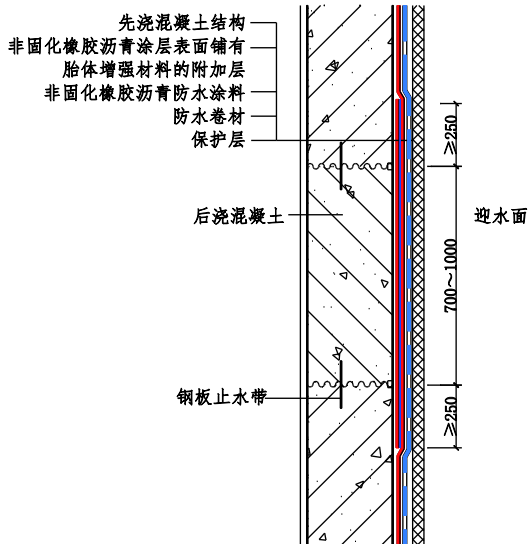 先浇混凝土结构
非固化橡胶沥青涂层表面铺有
胎体增强材料的附加层
非固化橡胶沥青防水涂料
防水卷材
保护层
≥250
后浇混凝土
迎水面
700～1000
钢板止水带
≥250